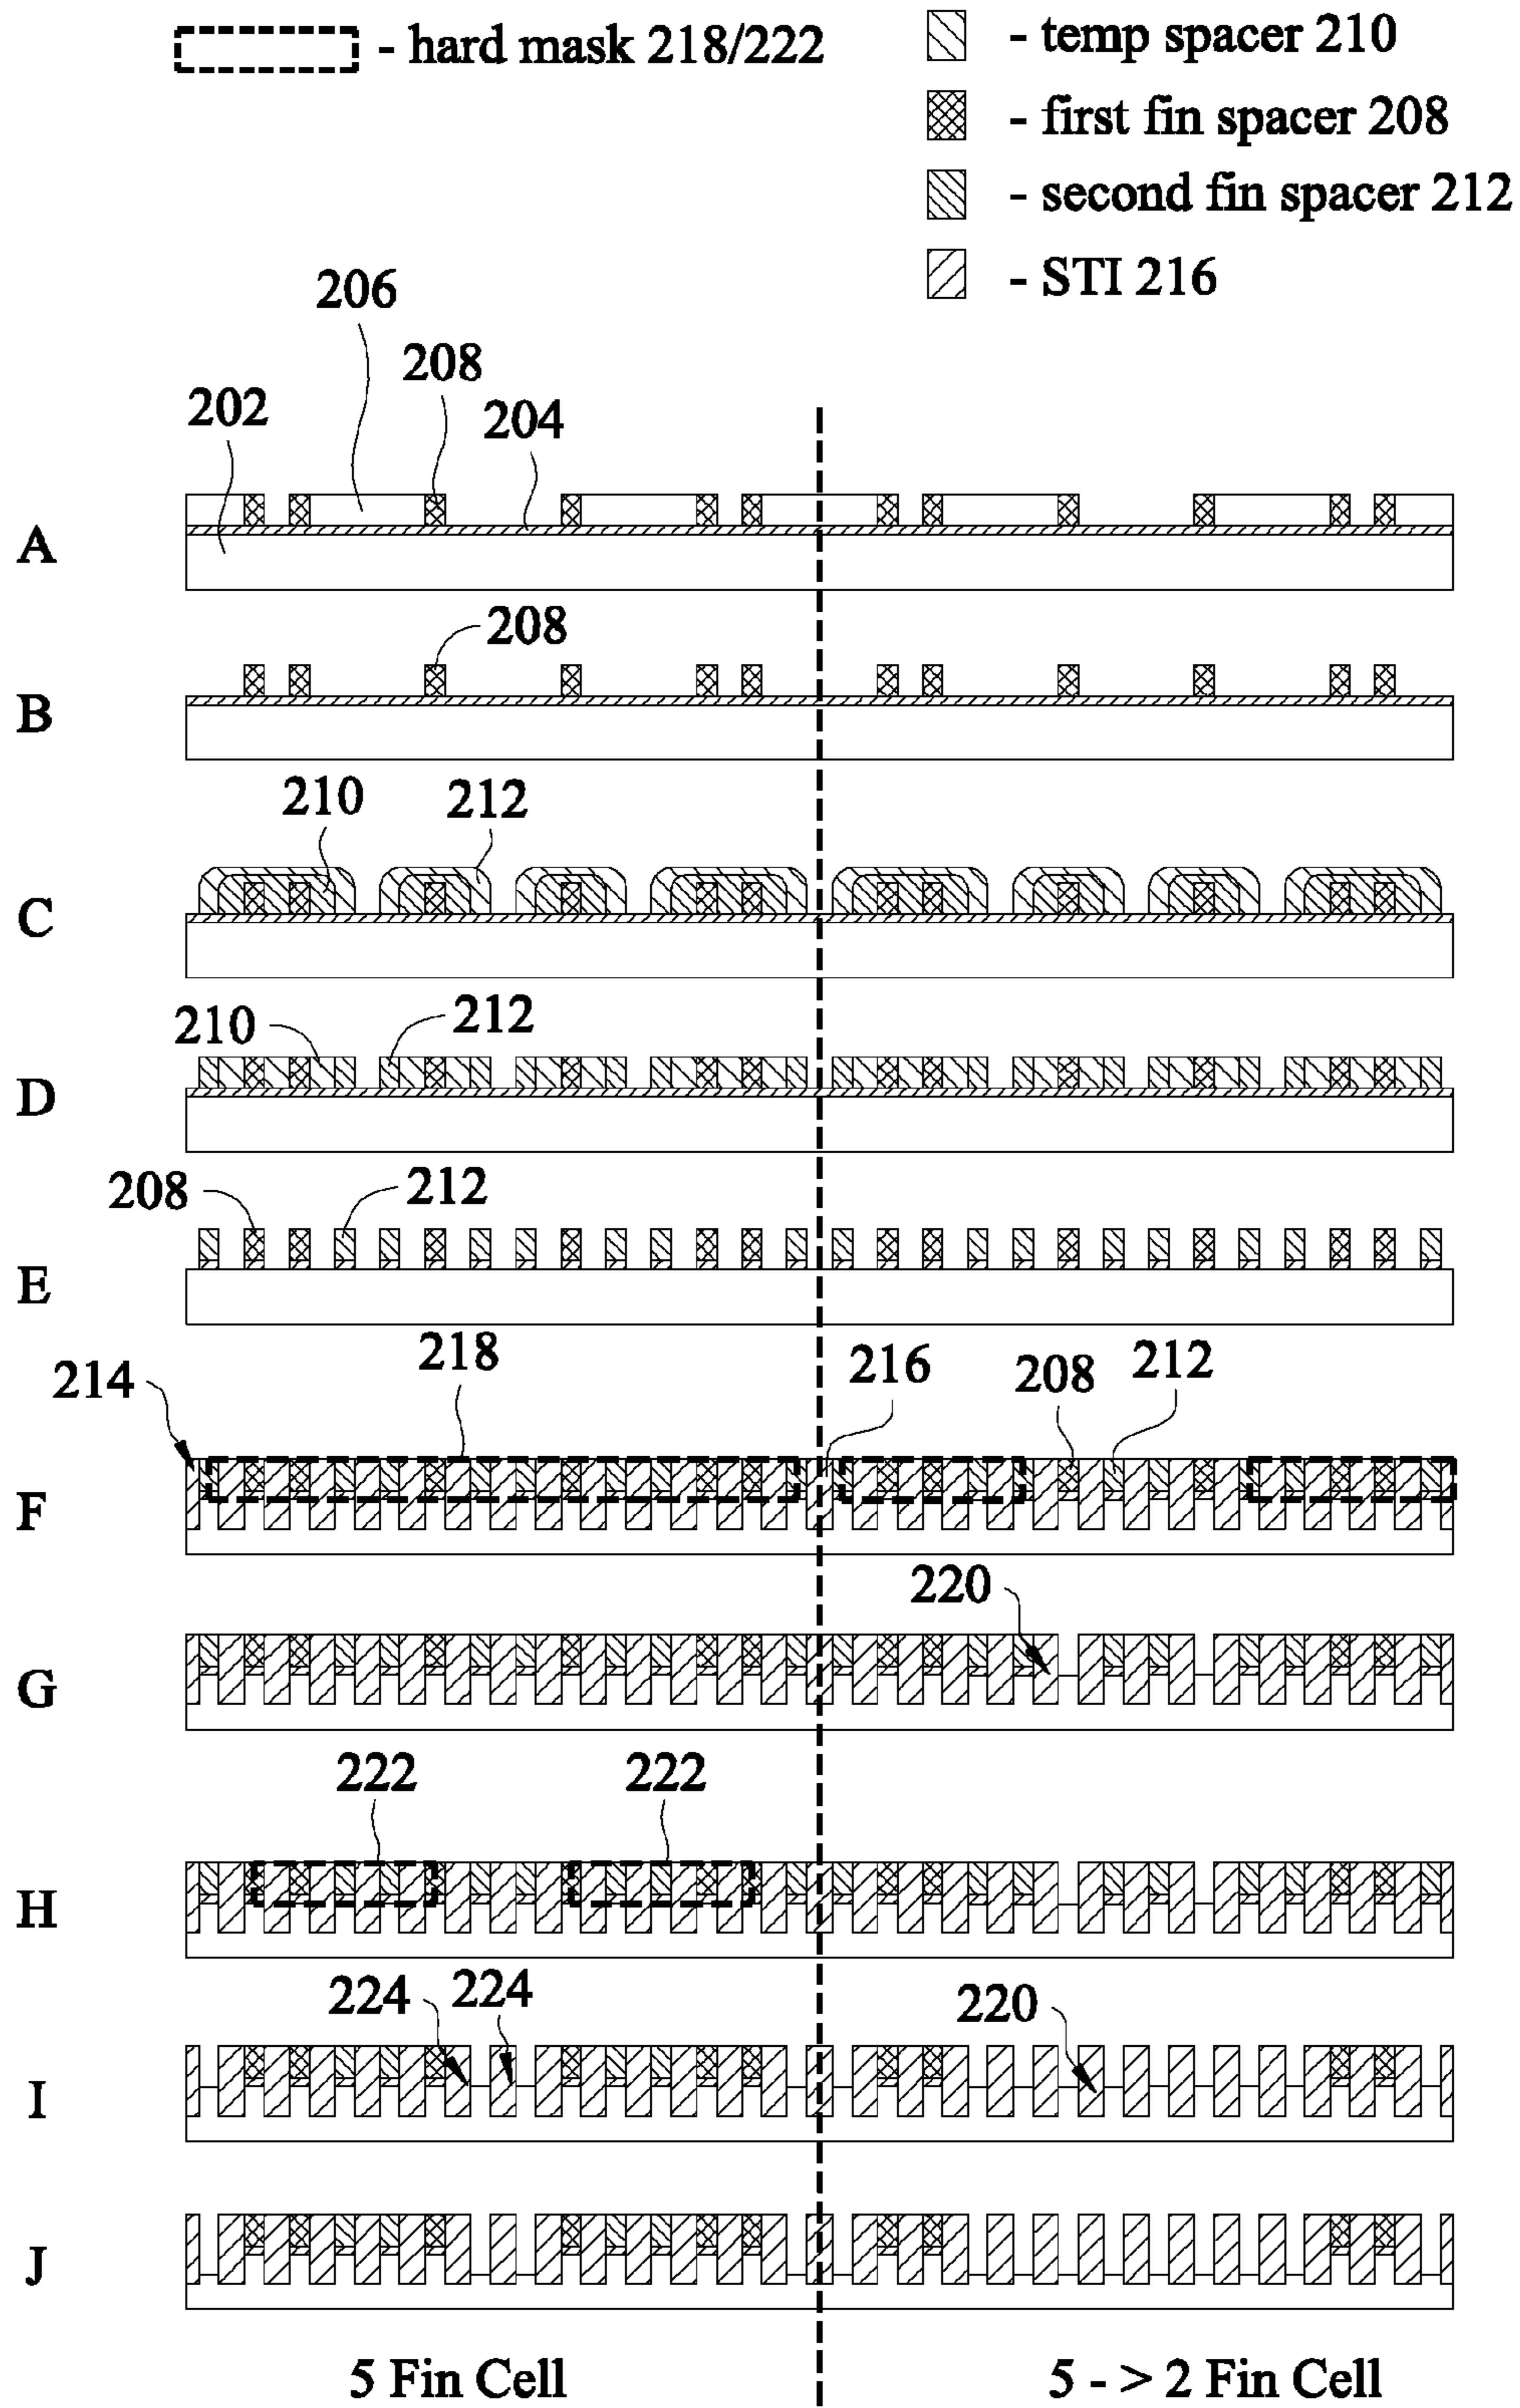 - hard mask 218/222
- temp spacer 210
- first fin spacer 208
- second fin spacer 212
- STI 216
206
208
202
204
A
208
B
210
212
C
210
212
D
208
212
E
218
214
216
208
212
F
220
G
222
222
H
224
224
220
I
J
5 Fin Cell
5 - > 2 Fin Cell